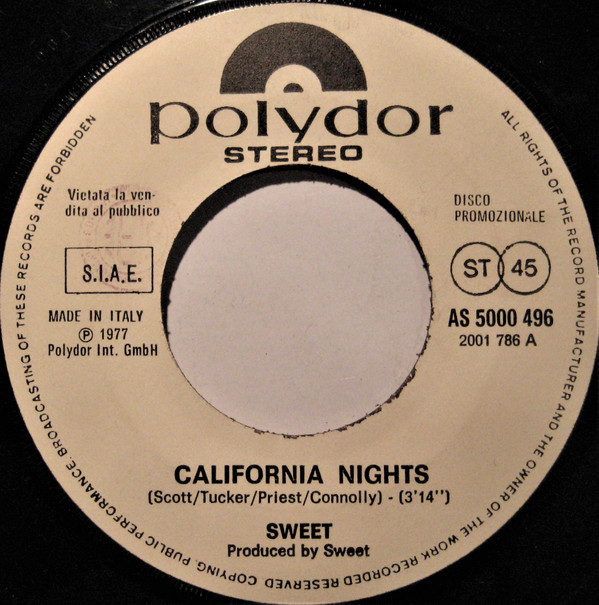 polydor
STEREO
Vietata la ven-
dita al pubblico
DISCO
PROMOZIONALE
S.I.A.E.
ST 45
MADE IN ITALY
℗ 1977
Polydor Int. GmbH
AS 5000 496
2001 786 A
CALIFORNIA NIGHTS
(Scott/Tucker/Priest/Connolly) - (3'14'')
SWEET
Produced by Sweet
ALL RIGHTS OF THE RECORD MANUFACTURER AND THE OWNER OF THE WORK RECORDED RESERVED COPYING, PUBLIC PERFORMANCE, BROADCASTING OF THESE RECORDS ARE FORBIDDEN